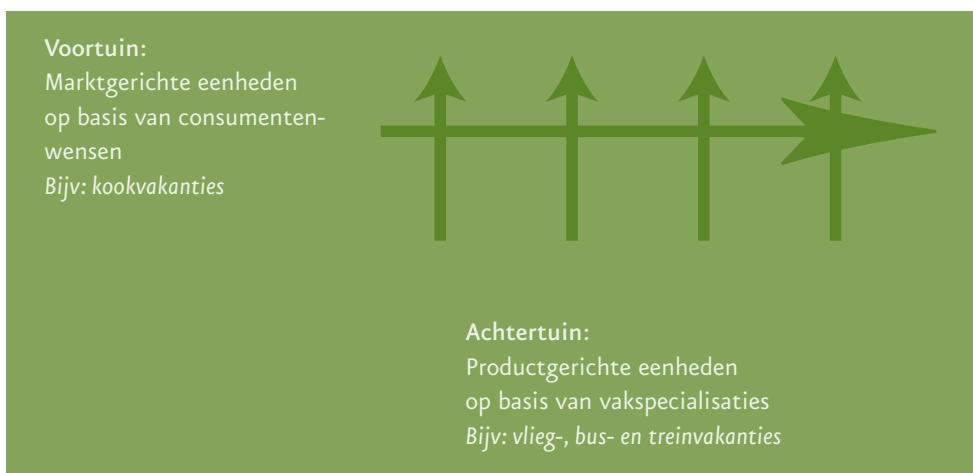 Voortuin:
Marktgerichte eenheden
op basis van consumenten-
wensen
Bijv: kookvakanties
Achtertuin:
Productgerichte eenheden
op basis van vakspecialisaties
Bijv: vlieg-, bus- en treinvakanties